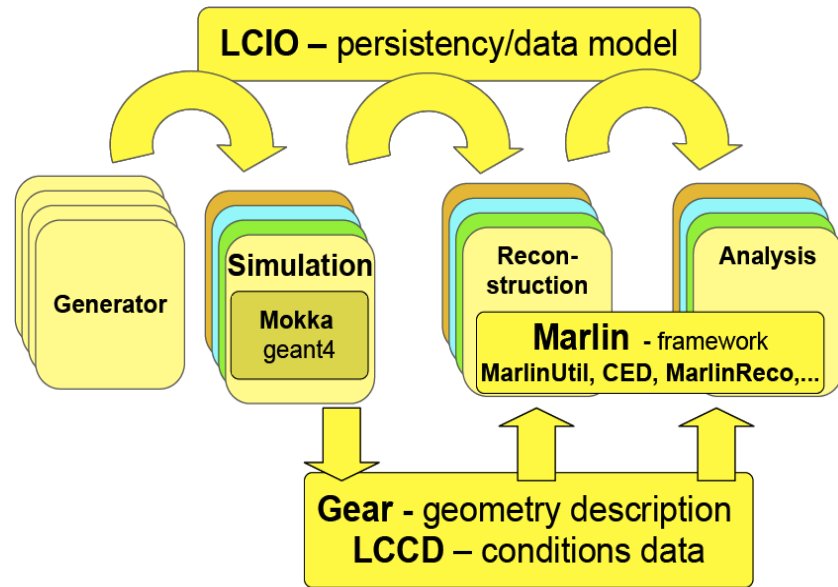 LCIO – persistency/data model
Generator
Simulation
Mokka
geant4
Recon-
struction
Analysis
Marlin - framework
MarlinUtil, CED, MarlinReco,...
Gear - geometry description
LCCD – conditions data